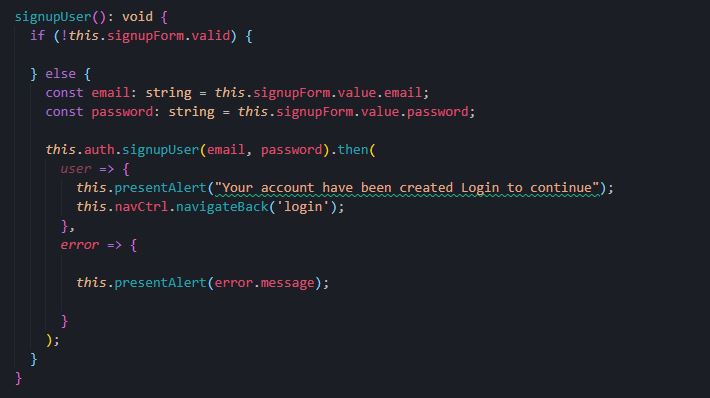 signupUser(): void {
if (!this.signupForm.valid) {
} else {
const email: string = this.signupForm.value.email;
const password: string = this.signupForm.value.password;
this.auth.signupUser(email, password).then(
user => {
this.presentAlert("Your account have been created Login to continue");
this.navCtrl.navigateBack('login');
},
error => {
this.presentAlert(error.message);
}
);
}
}